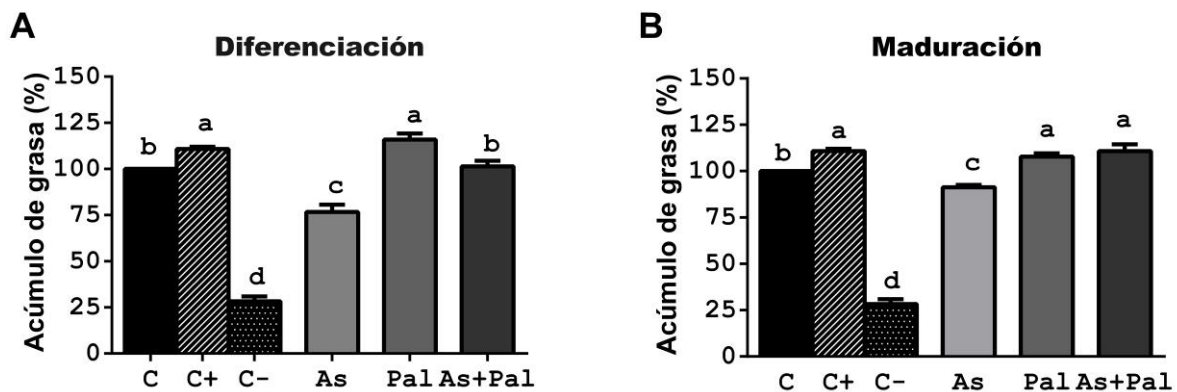 A
Diferenciación
Acúmulo de grasa (%)
150
125
100
75
50
25
0
b
a
d
c
a
b
C C+ C- As Pal As+Pal
B
Maduración
Acúmulo de grasa (%)
150
125
100
75
50
25
0
b
a
d
c
a
a
C C+ C- As Pal As+Pal